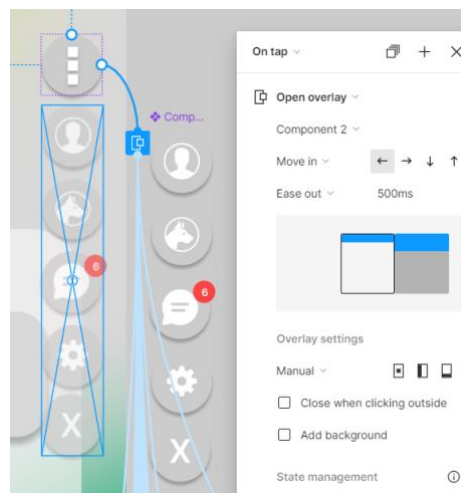 On tap
Comp...
Open overlay
Component 2
Move in
Ease out 500ms
6
6
Overlay settings
Manual
Close when clicking outside
Add background
X
X
State management